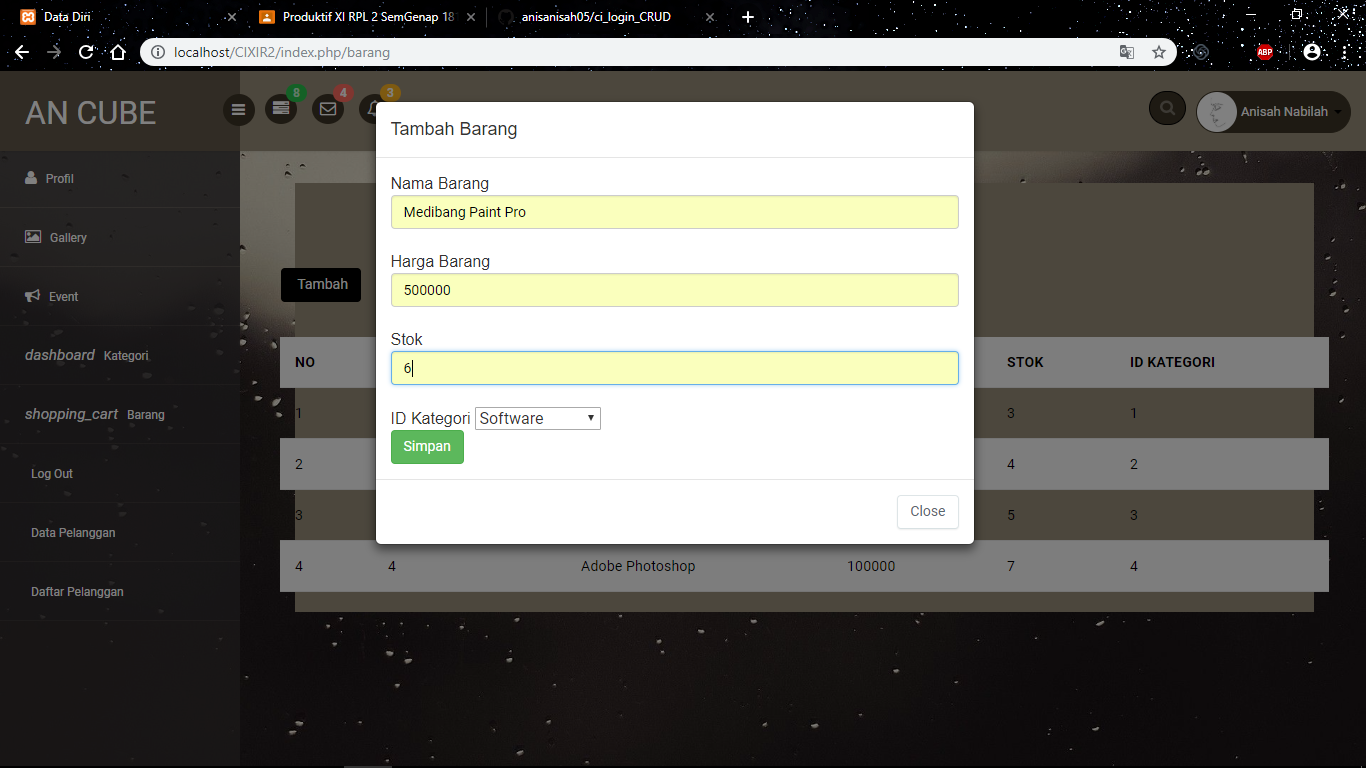 Data Diri
Produktif XI RPL 2 SemGenap 18
anisanisah05/ci_login_CRUD
localhost/CIXIR2/index.php/barang
ABP
AN CUBE
8
4
3
Anisah Nabilah
Profil
Gallery
Event
dashboard Kategori
shopping_cart Barang
Log Out
Data Pelanggan
Daftar Pelanggan
Tambah
Tambah Barang
Nama Barang
Medibang Paint Pro
Harga Barang
500000
Stok
6
ID Kategori Software
Simpan
Close
NO STOK ID KATEGORI
1 3 1
2 4 2
3 5 3
4 4 Adobe Photoshop 100000 7 4